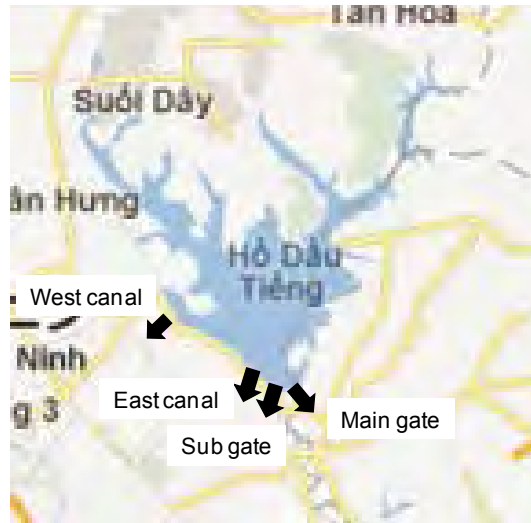 Tân Hòa
Suối Dây
ân Hưng
Hồ Dầu
Tiếng
West canal
Ninh
East canal
g 3
Main gate
Sub gate